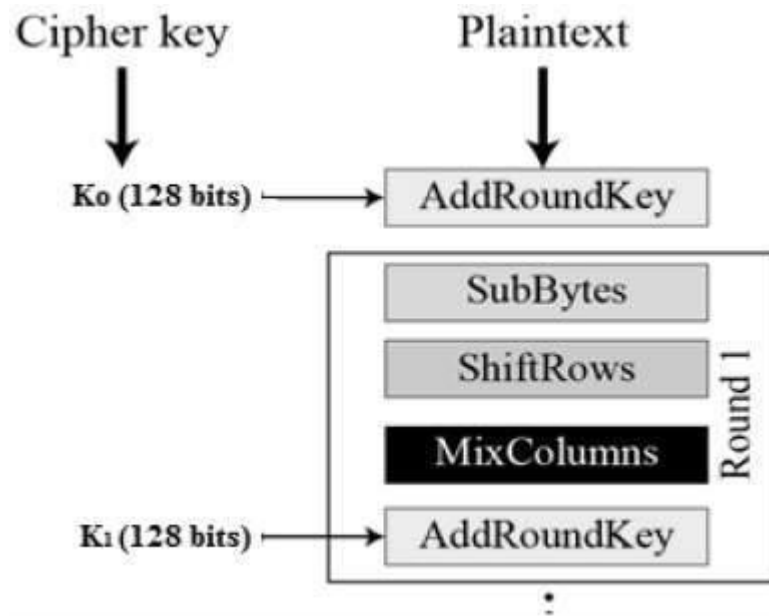 Cipher key
Plaintext
K₀ (128 bits)
AddRoundKey
SubBytes
ShiftRows
MixColumns
Round 1
K₁ (128 bits)
AddRoundKey